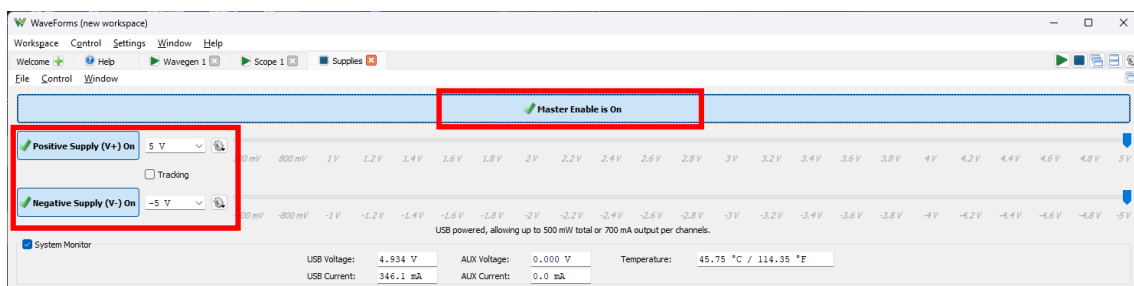 WaveForms (new workspace)
Workspace Control Settings Window Help
Welcome Help Wavegen 1 Scope 1 Supplies
File Control Window
Master Enable is On
Positive Supply (V+) On 5 V
800 mV 1 V 1.2 V 1.4 V 1.6 V 1.8 V 2 V 2.2 V 2.4 V 2.6 V 2.8 V 3 V 3.2 V 3.4 V 3.6 V 3.8 V 4 V 4.2 V 4.4 V 4.6 V 4.8 V 5 V
Tracking
Negative Supply (V-) On -5 V
-800 mV -1 V -1.2 V -1.4 V -1.6 V -1.8 V -2 V -2.2 V -2.4 V -2.6 V -2.8 V -3 V -3.2 V -3.4 V -3.6 V -3.8 V -4 V -4.2 V -4.4 V -4.6 V -4.8 V -5 V
USB powered, allowing up to 500 mW total or 700 mA output per channels.
System Monitor
USB Voltage: 4.934 V AUX Voltage: 0.000 V Temperature: 45.75 °C / 114.35 °F
USB Current: 346.1 mA AUX Current: 0.0 mA